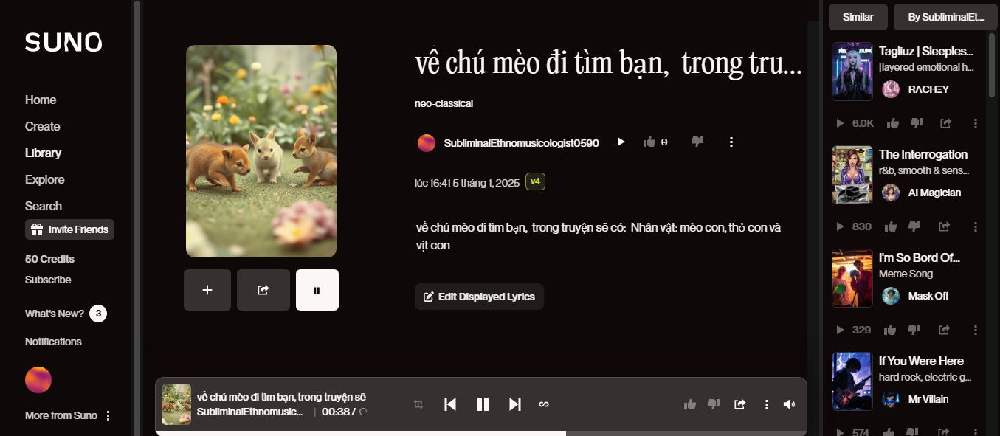 SUNO
Home
Create
Library
Explore
Search
Invite Friends
50 Credits
Subscribe
What's New? 3
Notifications
More from Suno
về chú mèo đi tìm bạn, trong tru...
neo-classical
SubliminalEthnomusicologist0590
0
lúc 16:41 5 tháng 1, 2025 v4
về chú mèo đi tìm bạn, trong truyện sẽ có: Nhân vật: mèo con, thỏ con và
vịt con
Edit Displayed Lyrics
về chú mèo đi tìm bạn, trong truyện sẽ
SubliminalEthnomusic... | 00:38 /
Similar
By SubliminalEt...
Tagliuz | Sleeples...
[layered emotional h...
RΛCHΞY
6.0K
The Interrogation
r&b, smooth & sens...
AI Magician
830
I'm So Bord Of...
Meme Song
Mask Off
329
If You Were Here
hard rock, electric g...
Mr Villain
574